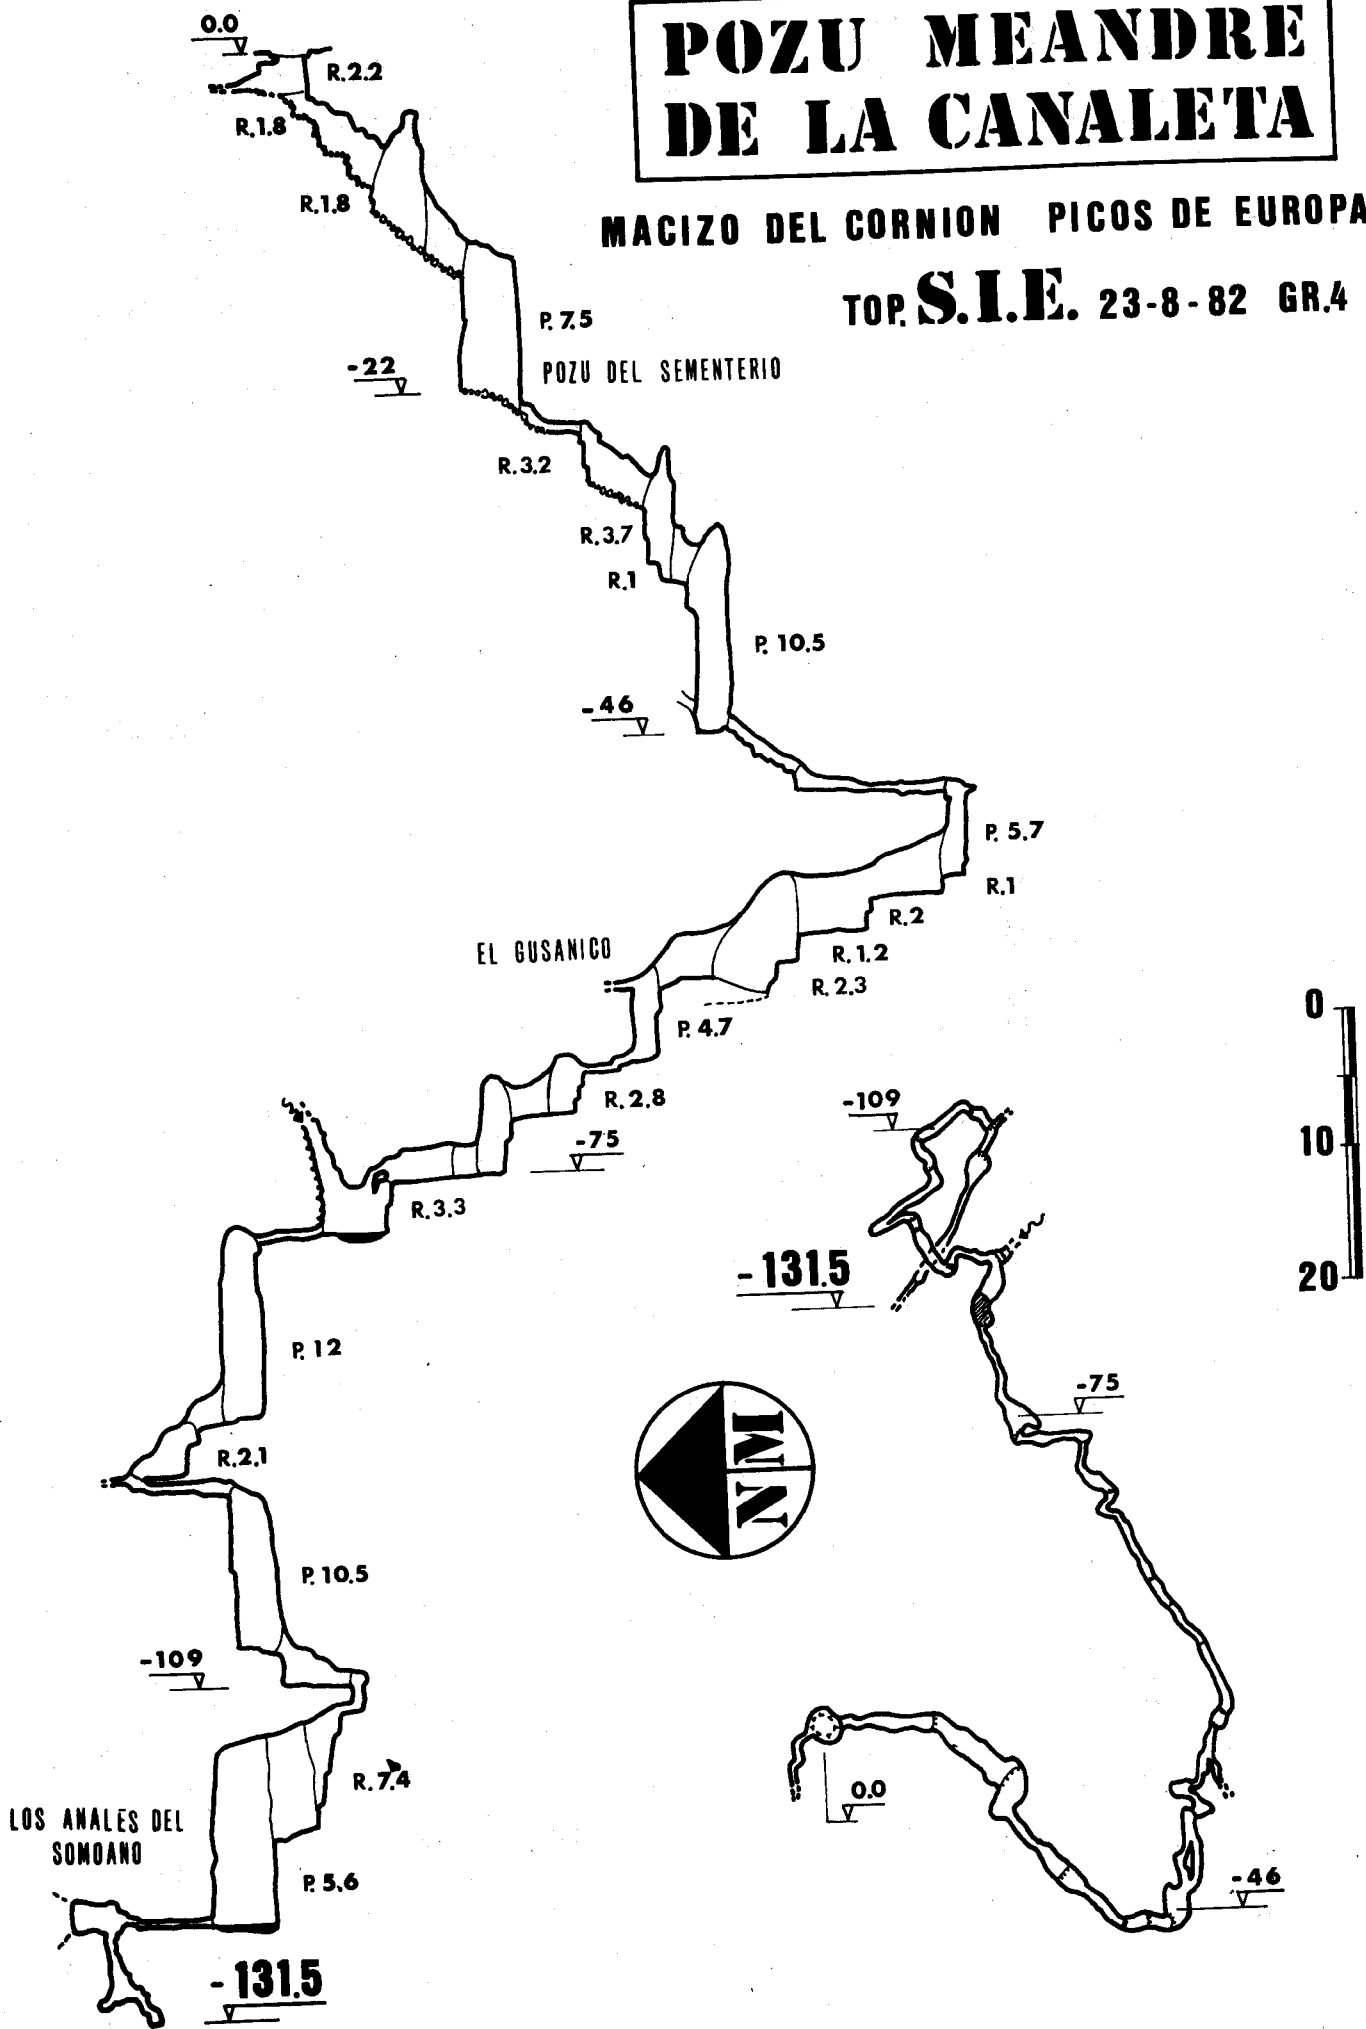 POZU MEANDRE
DE LA CANALETA
MACIZO DEL CORNION PICOS DE EUROPA
TOP. S.I.E. 23-8-82 GR.4
0.0
R.2.2
R.1.8
R.1.8
P. 7.5
POZU DEL SEMENTERIO
-22
R.3.2
R.3.7
R.1
P. 10.5
-46
P. 5.7
R.1
R.2
R.1.2
R.2.3
EL GUSANICO
P. 4.7
R.2.8
-75
R.3.3
P. 12
R.2.1
P. 10.5
-109
R.7.4
LOS ANALES DEL
SOMOANO
P. 5.6
-131.5
0
10
20
-109
-131.5
-75
NM
0.0
-46